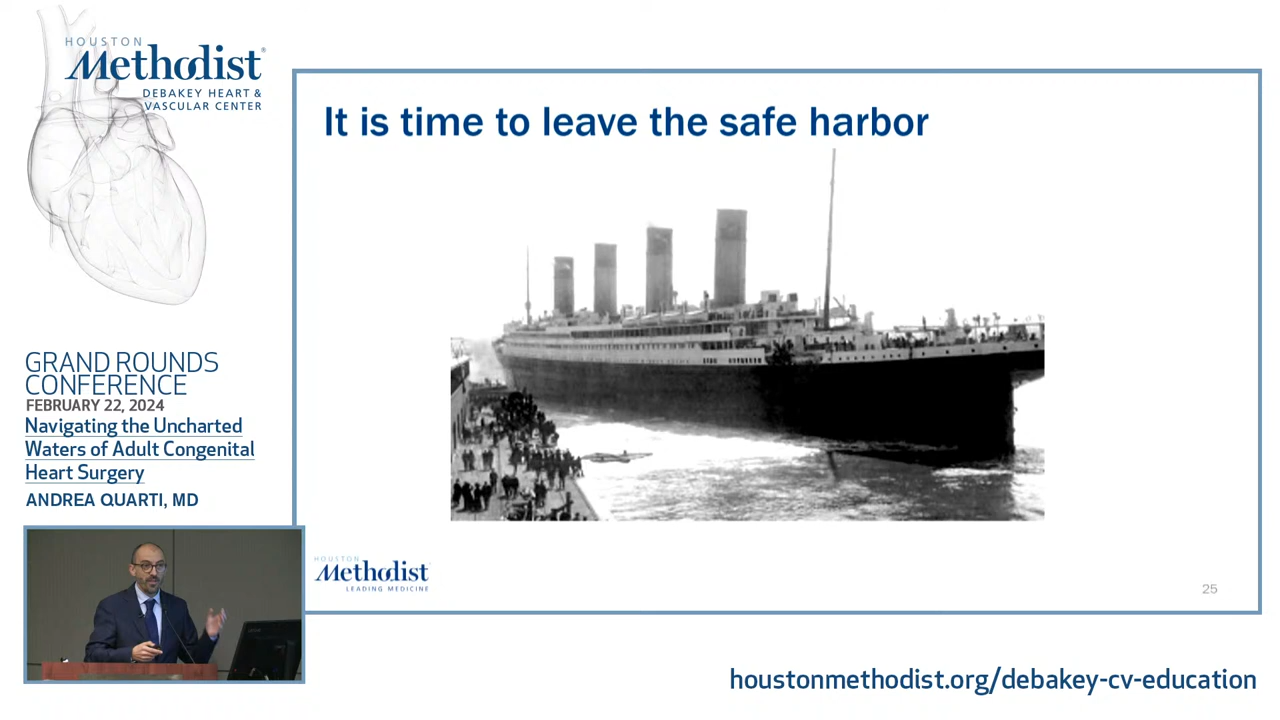 HOUSTON
Methodist®
DEBAKEY HEART &
VASCULAR CENTER
It is time to leave the safe harbor
GRAND ROUNDS
CONFERENCE
FEBRUARY 22, 2024
Navigating the Uncharted
Waters of Adult Congenital
Heart Surgery
ANDREA QUARTI, MD
HOUSTON
Methodist
LEADING MEDICINE
25
houstonmethodist.org/debakey-cv-education